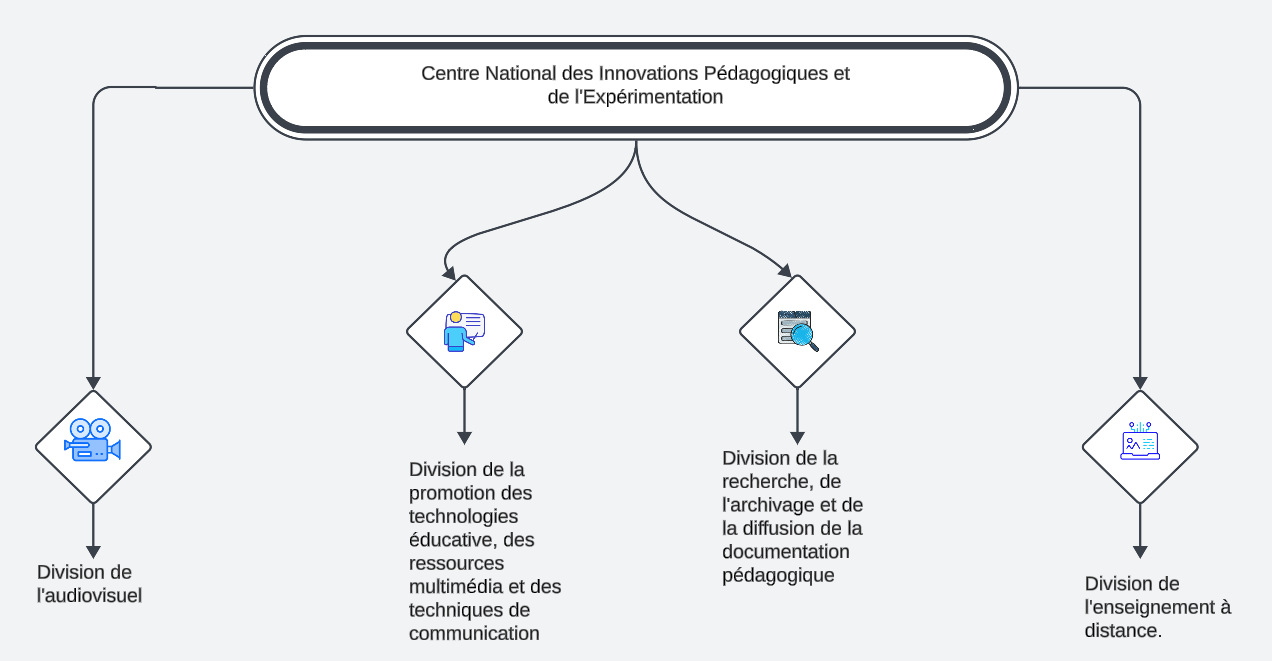 Centre National des Innovations Pédagogiques et
de l'Expérimentation
Division de
l'audiovisuel
Division de la
promotion des
technologies
éducative, des
ressources
multimédia et des
techniques de
communication
Division de la
recherche, de
l'archivage et de
la diffusion de la
documentation
pédagogique
Division de
l'enseignement à
distance.